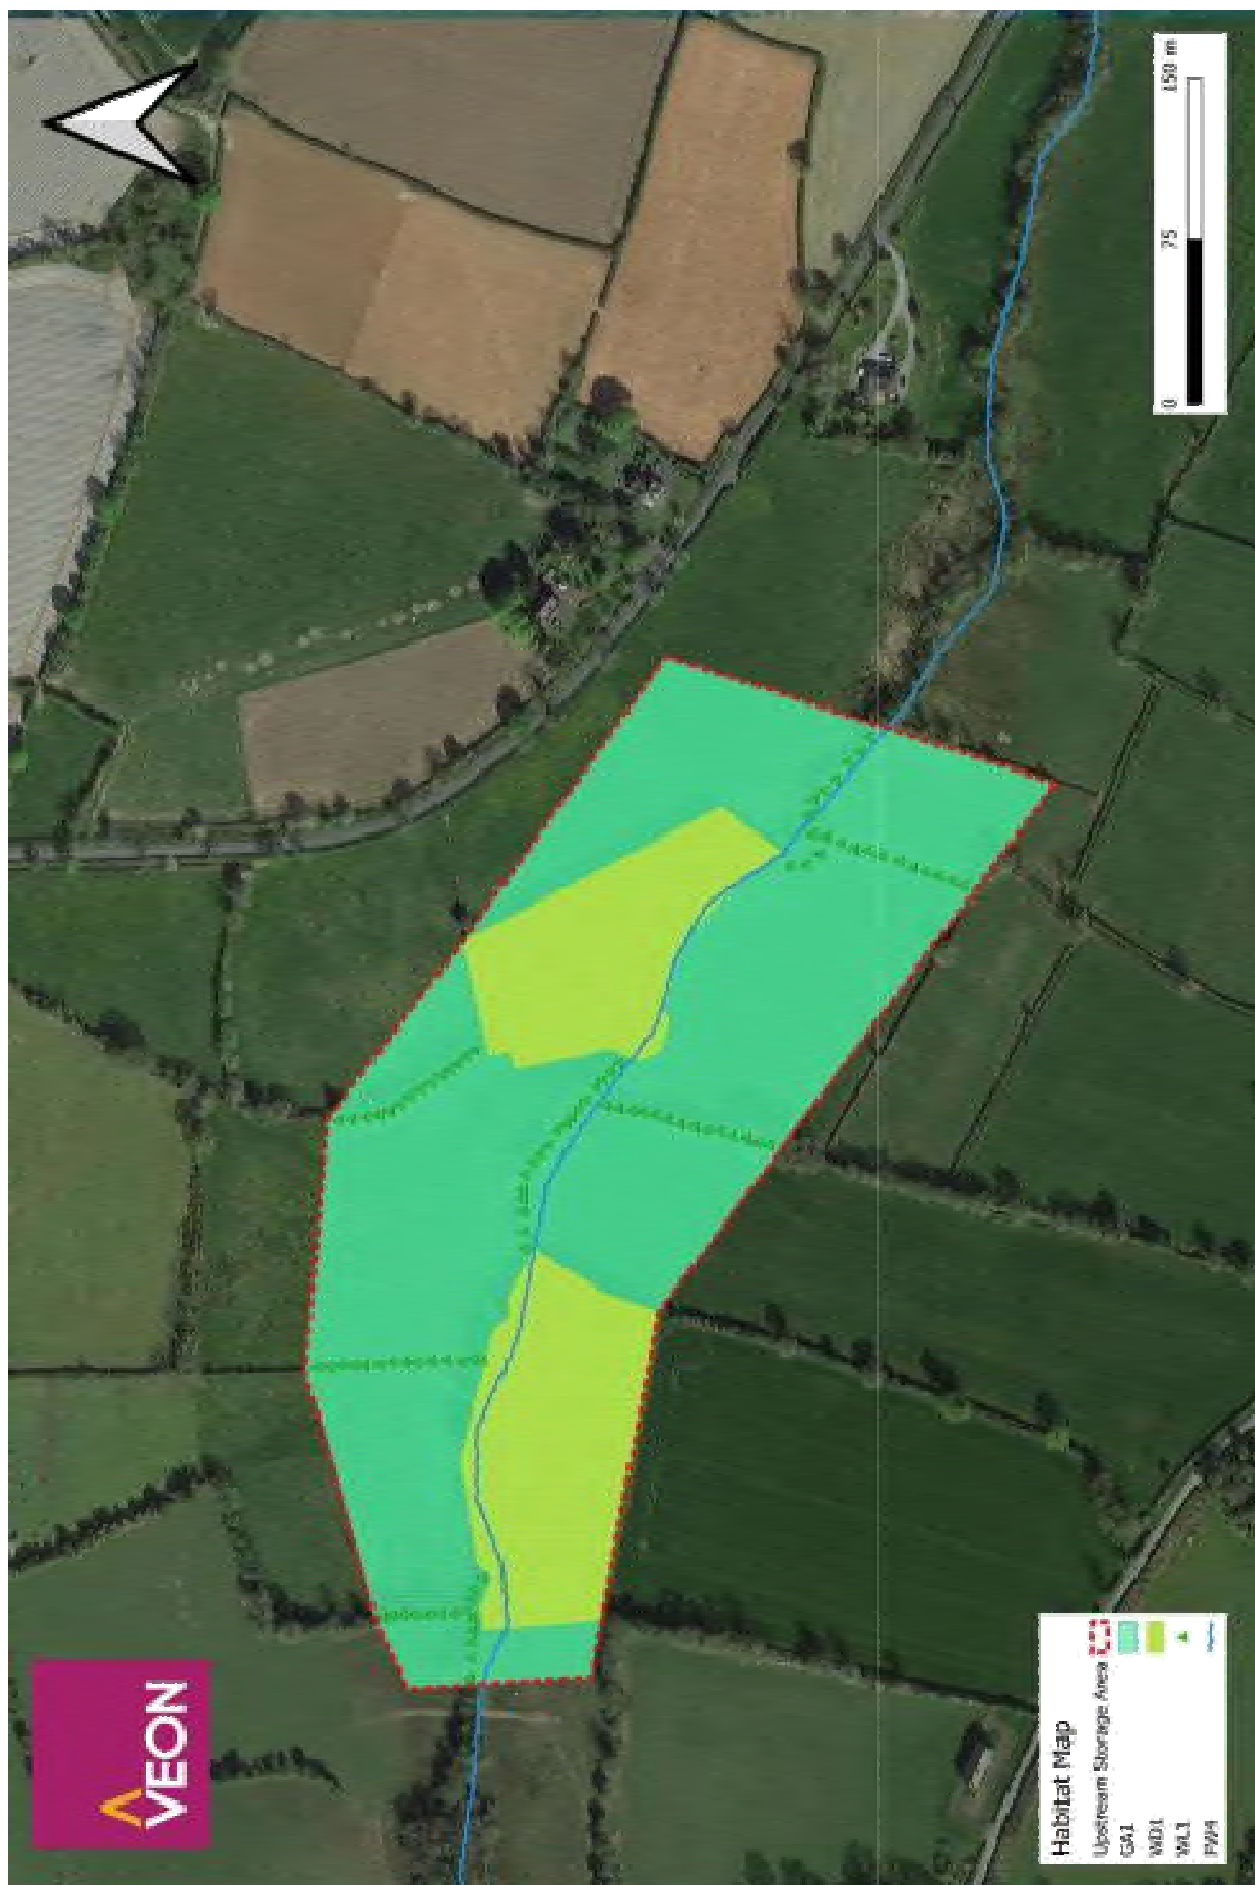 VEON
Habitat Map
Upstream Storage Area
GA1
WD1
WL1
FW4
0 75 150 m